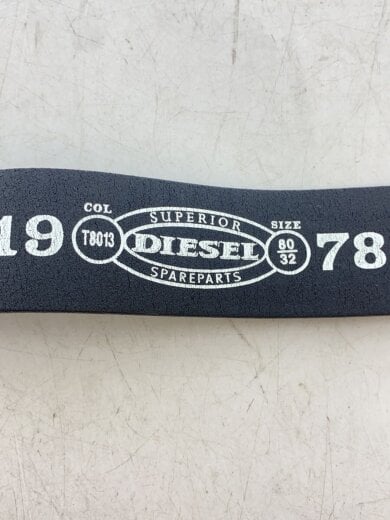 19
COL
T8013
SUPERIOR
DIESEL
SPAREPARTS
SIZE
80
32
78